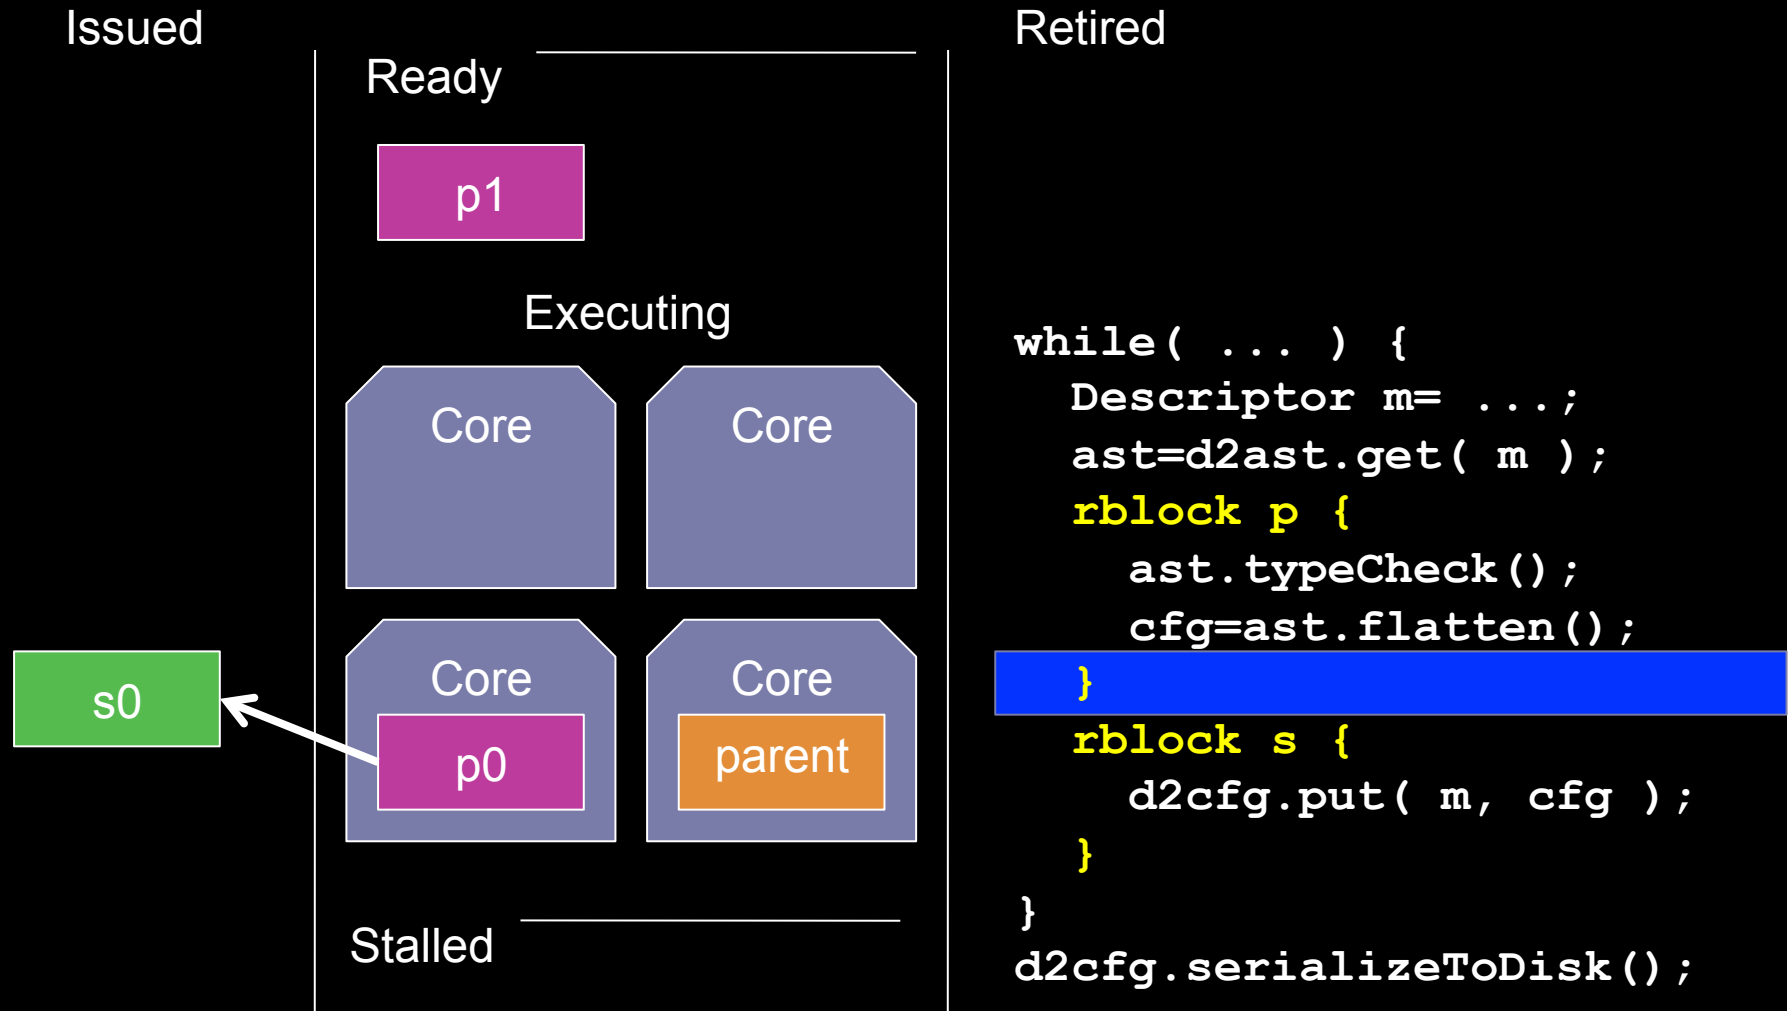 Issued
Ready
p1
Executing
Core
Core
Core
Core
s0
p0
parent
Stalled
Retired
while( ... ) {
Descriptor m= ...;
ast=d2ast.get( m );
rblock p {
ast.typeCheck();
cfg=ast.flatten();
}
rblock s {
d2cfg.put( m, cfg );
}
}
d2cfg.serializeToDisk();